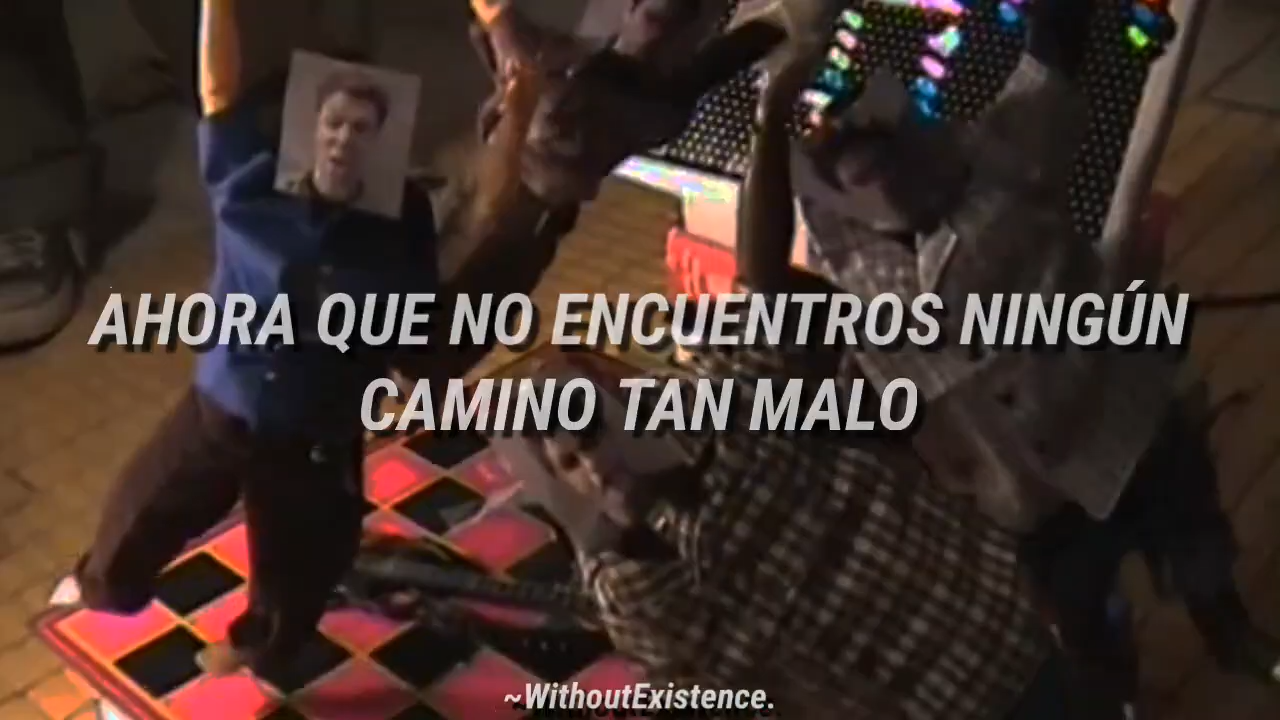 AHORA QUE NO ENCUENTROS NINGÚN
CAMINO TAN MALO
~WithoutExistence.